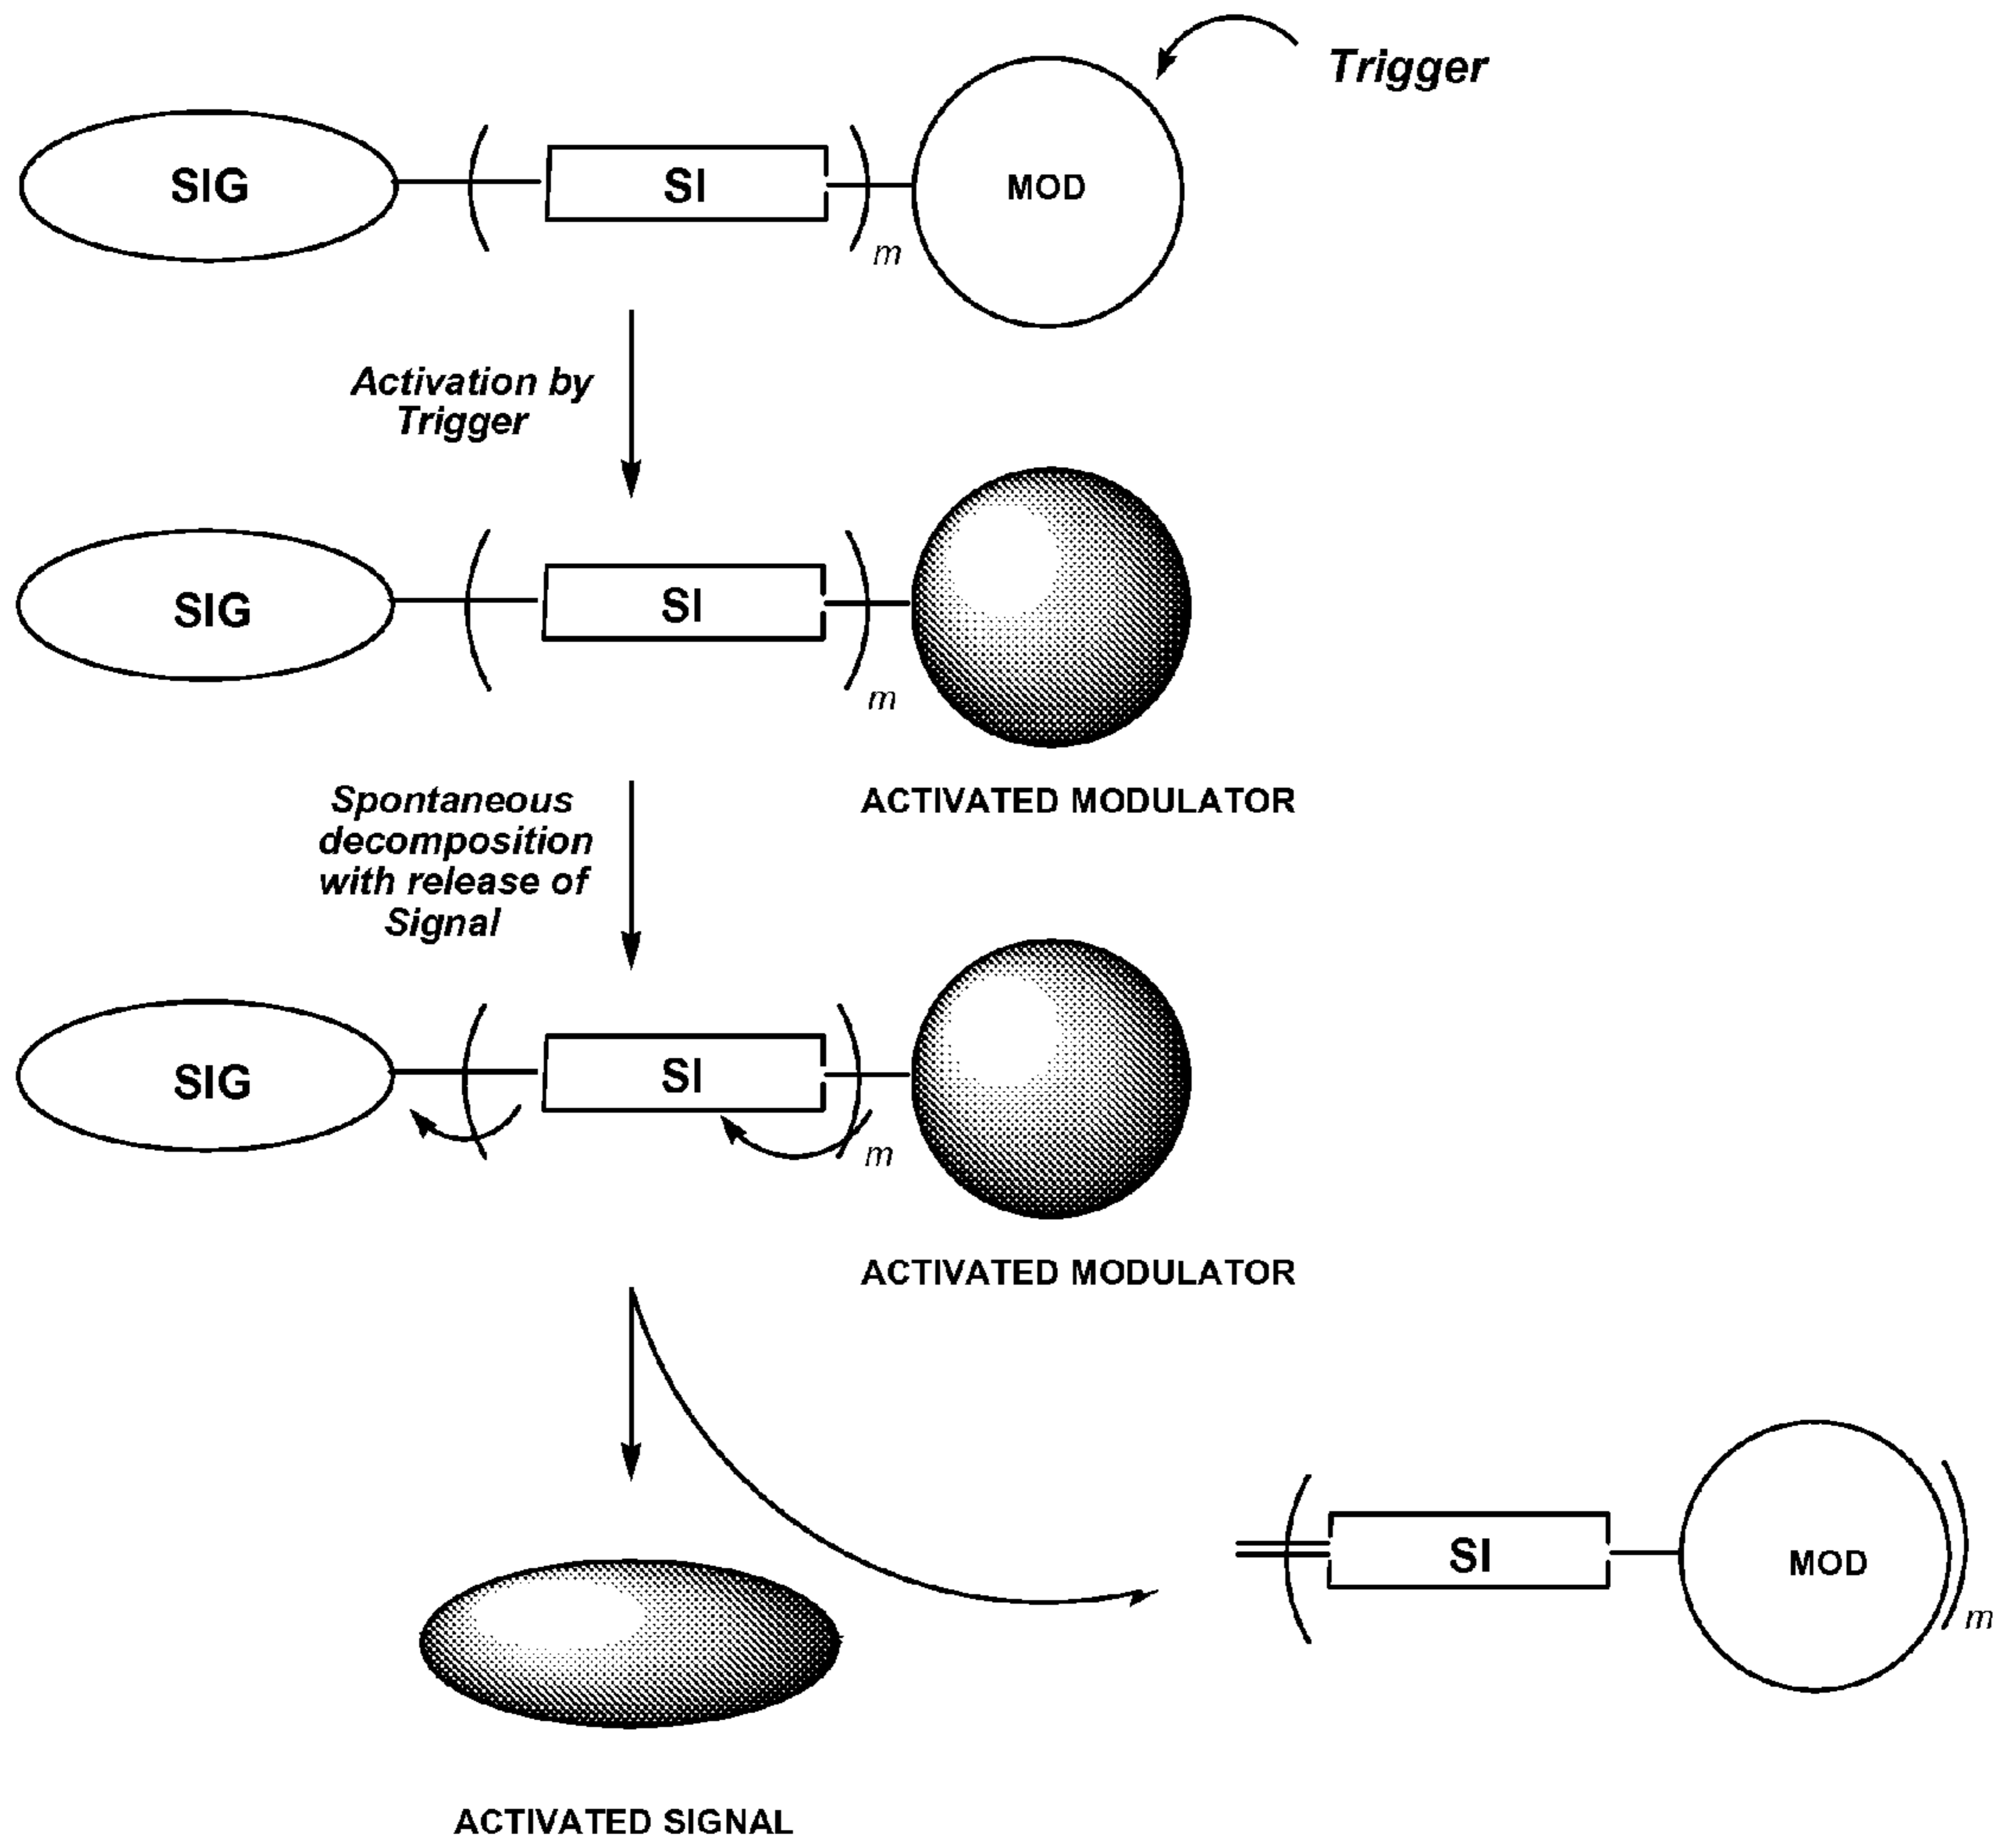 Trigger
SIG
SI
MOD
m
Activation by
Trigger
SIG
SI
m
ACTIVATED MODULATOR
Spontaneous
decomposition
with release of
Signal
SIG
SI
m
ACTIVATED MODULATOR
SI
MOD
m
ACTIVATED SIGNAL